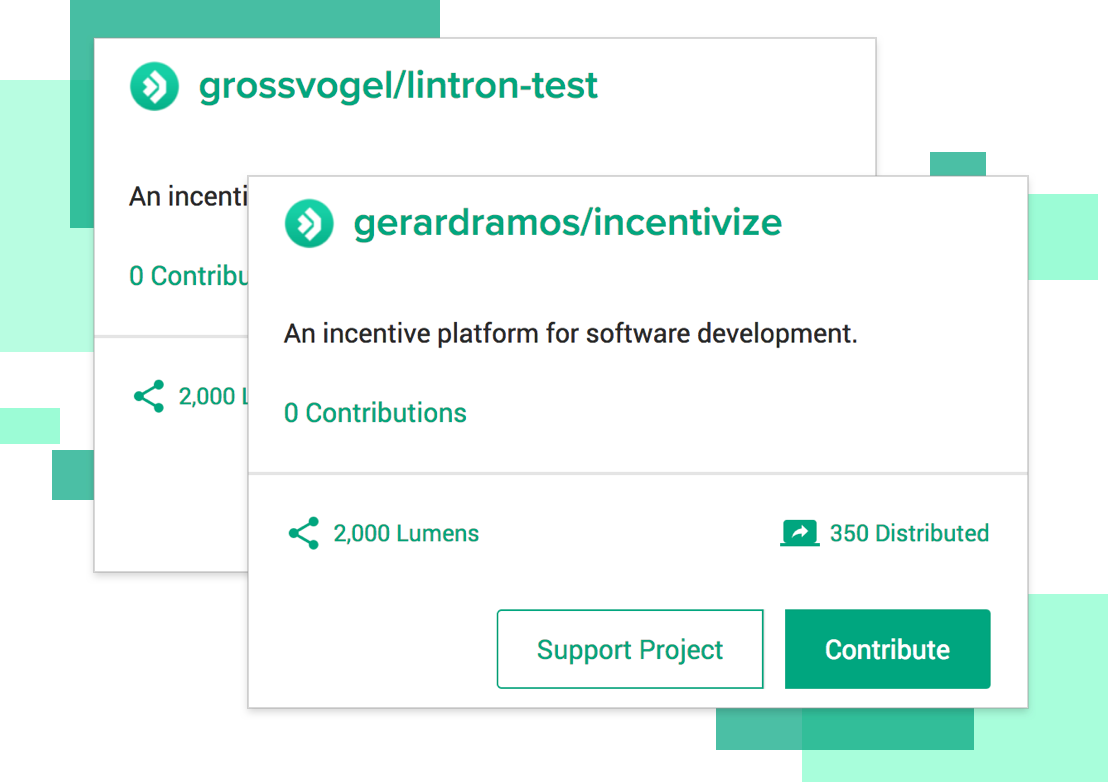 grossvogel/lintron-test
An
0 Contribu
2,000
gerardramos/incentivize
An incentive platform for software development.
0 Contributions
2,000 Lumens
350 Distributed
Support Project
Contribute